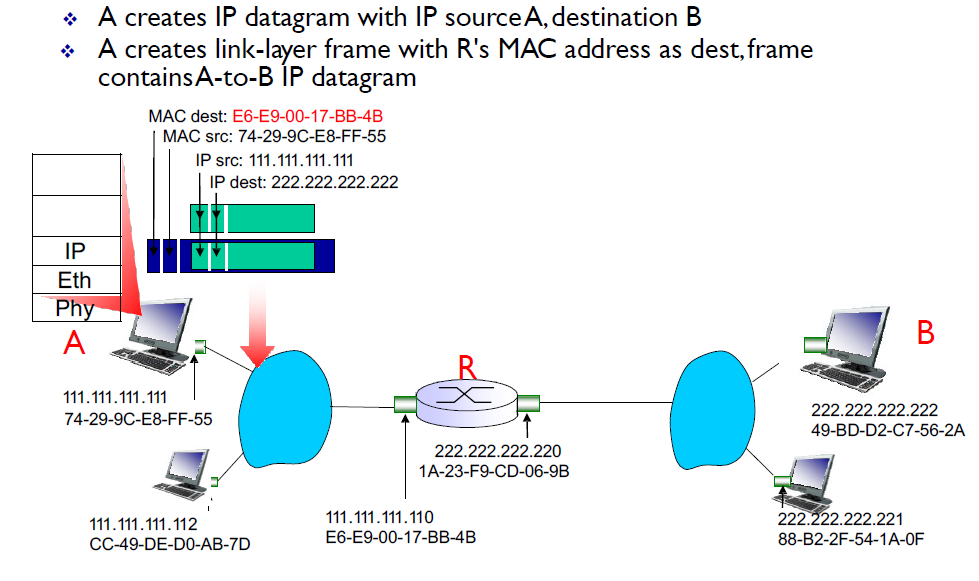 A creates IP datagram with IP source A, destination B
A creates link-layer frame with R's MAC address as dest, frame
contains A-to-B IP datagram
MAC dest: E6-E9-00-17-BB-4B
MAC src: 74-29-9C-E8-FF-55
IP src: 111.111.111.111
IP dest: 222.222.222.222
IP
Eth
Phy
A
R
B
111.111.111.111
74-29-9C-E8-FF-55
222.222.222.222
49-BD-D2-C7-56-2A
222.222.222.220
1A-23-F9-CD-06-9B
111.111.111.112
CC-49-DE-D0-AB-7D
111.111.111.110
E6-E9-00-17-BB-4B
222.222.222.221
88-B2-2F-54-1A-0F